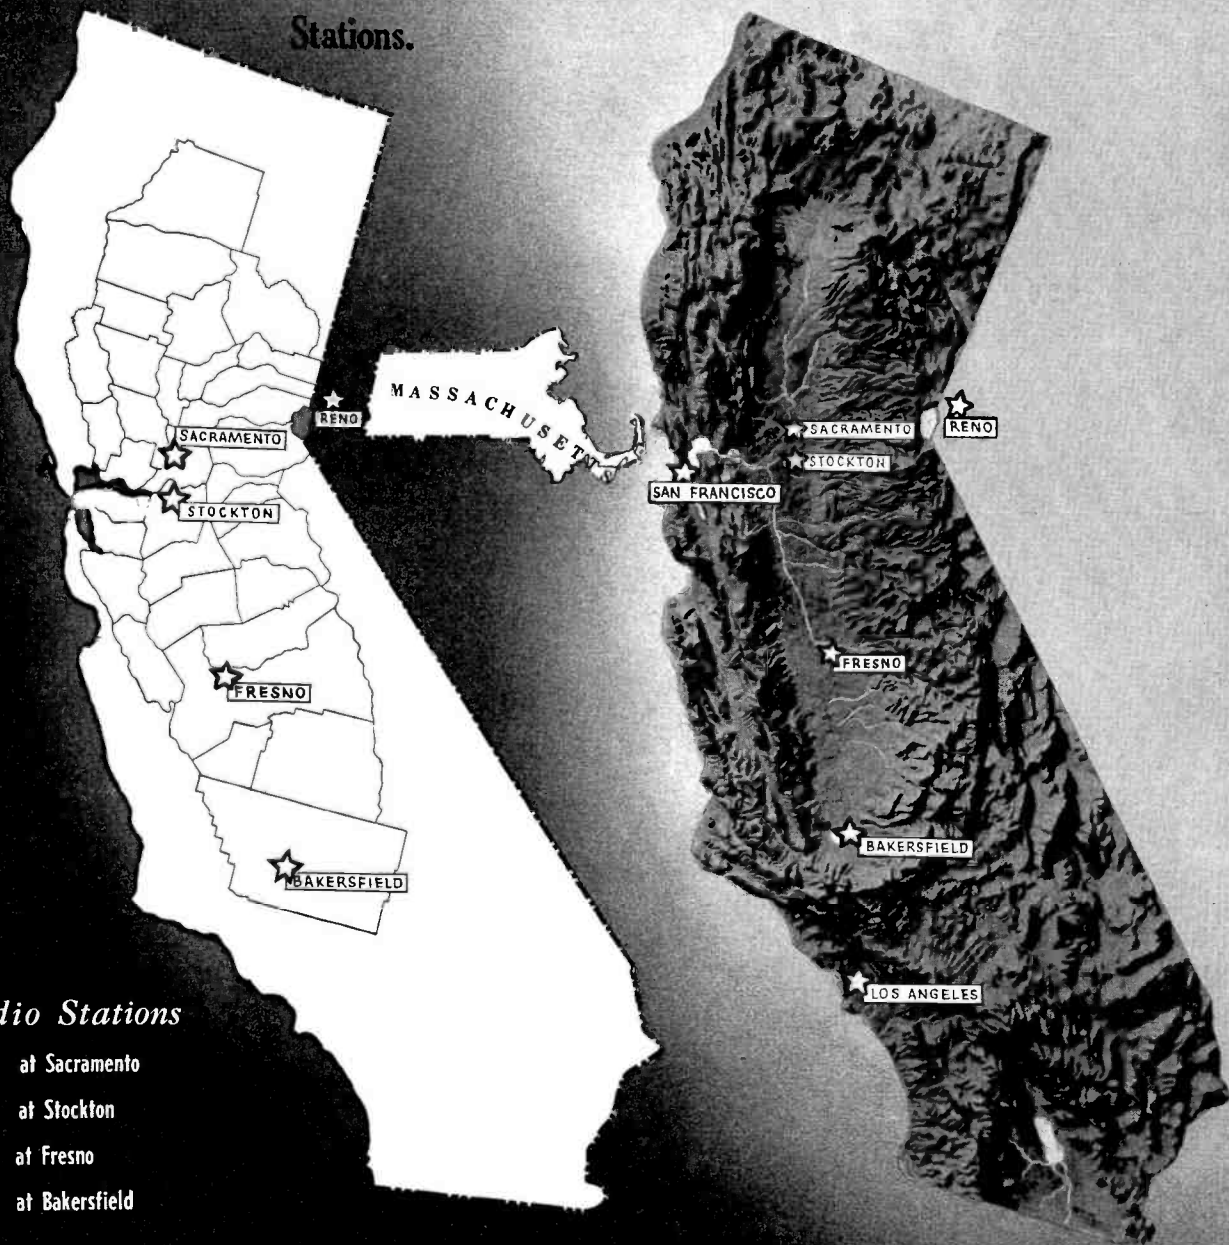 Stations.
RENO
MASSACHUSETTS
SACRAMENTO
STOCKTON
FRESNO
BAKERSFIELD
SACRAMENTO
RENO
STOCKTON
SAN FRANCISCO
FRESNO
BAKERSFIELD
LOS ANGELES
dio Stations
at Sacramento
at Stockton
at Fresno
at Bakersfield